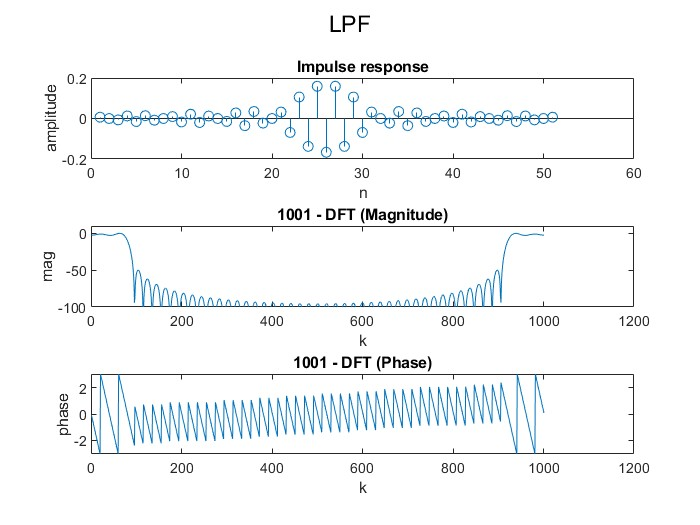 LPF
Impulse response
0.2
0
-0.2
amplitude
0 10 20 30 40 50 60
n
1001 - DFT (Magnitude)
0
-50
-100
mag
0 200 400 600 800 1000 1200
k
1001 - DFT (Phase)
2
0
-2
phase
0 200 400 600 800 1000 1200
k